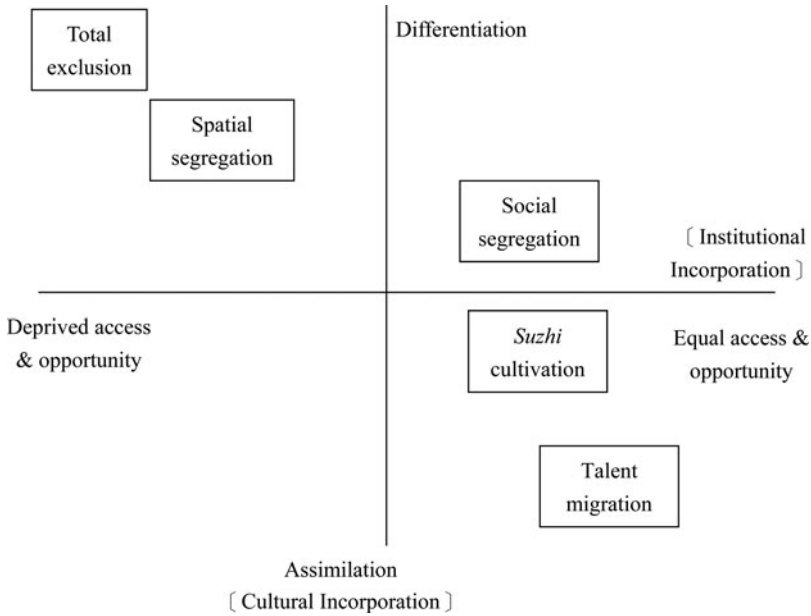 Total
exclusion
Differentiation
Spatial
segregation
Social
segregation
〔 Institutional
Incorporation 〕
Deprived access
& opportunity
Suzhi
cultivation
Equal access &
opportunity
Talent
migration
Assimilation
〔 Cultural Incorporation 〕